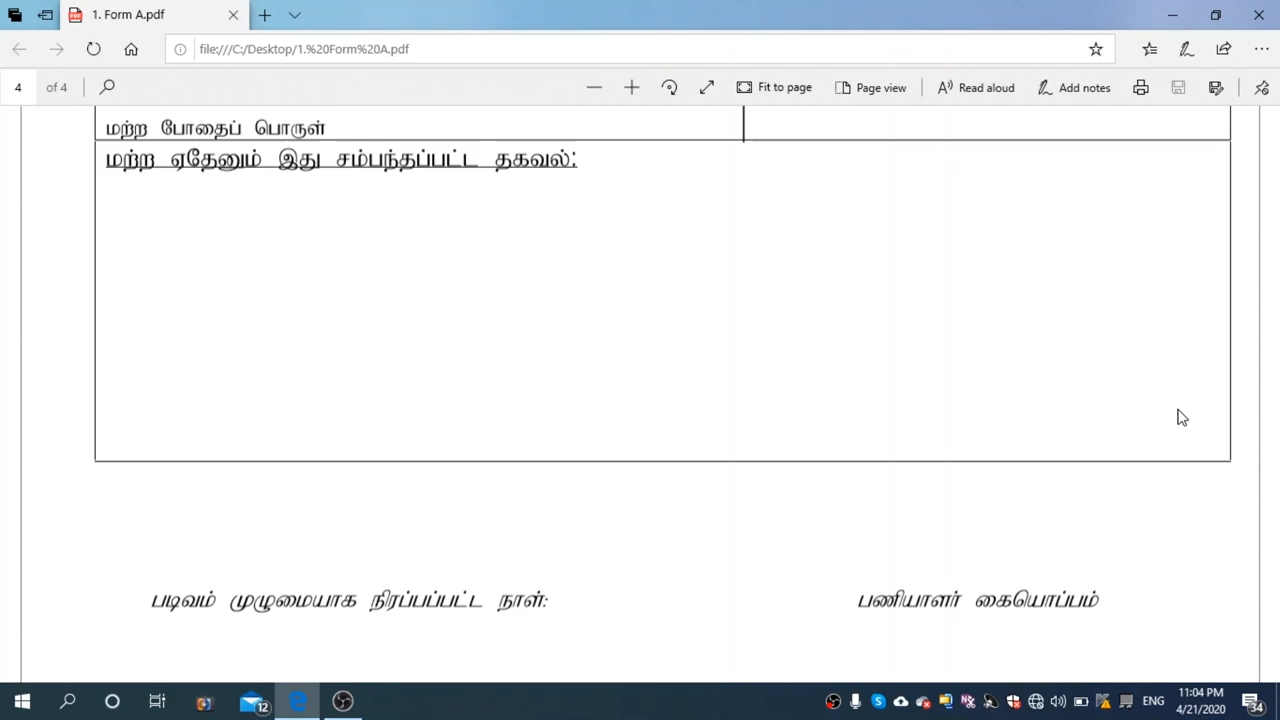 1. Form A.pdf
file:///C:/Desktop/1.%20Form%20A.pdf
4 of 4 Fit to page Page view Read aloud Add notes
மற்ற போதைப் பொருள்
மற்ற ஏதேனும் இது சம்பந்தப்பட்ட தகவல்:
படிவம் முழுமையாக நிரப்பப்பட்ட நாள்:
பணியாளர் கையொப்பம்
12 ENG 11:04 PM
4/21/2020 34